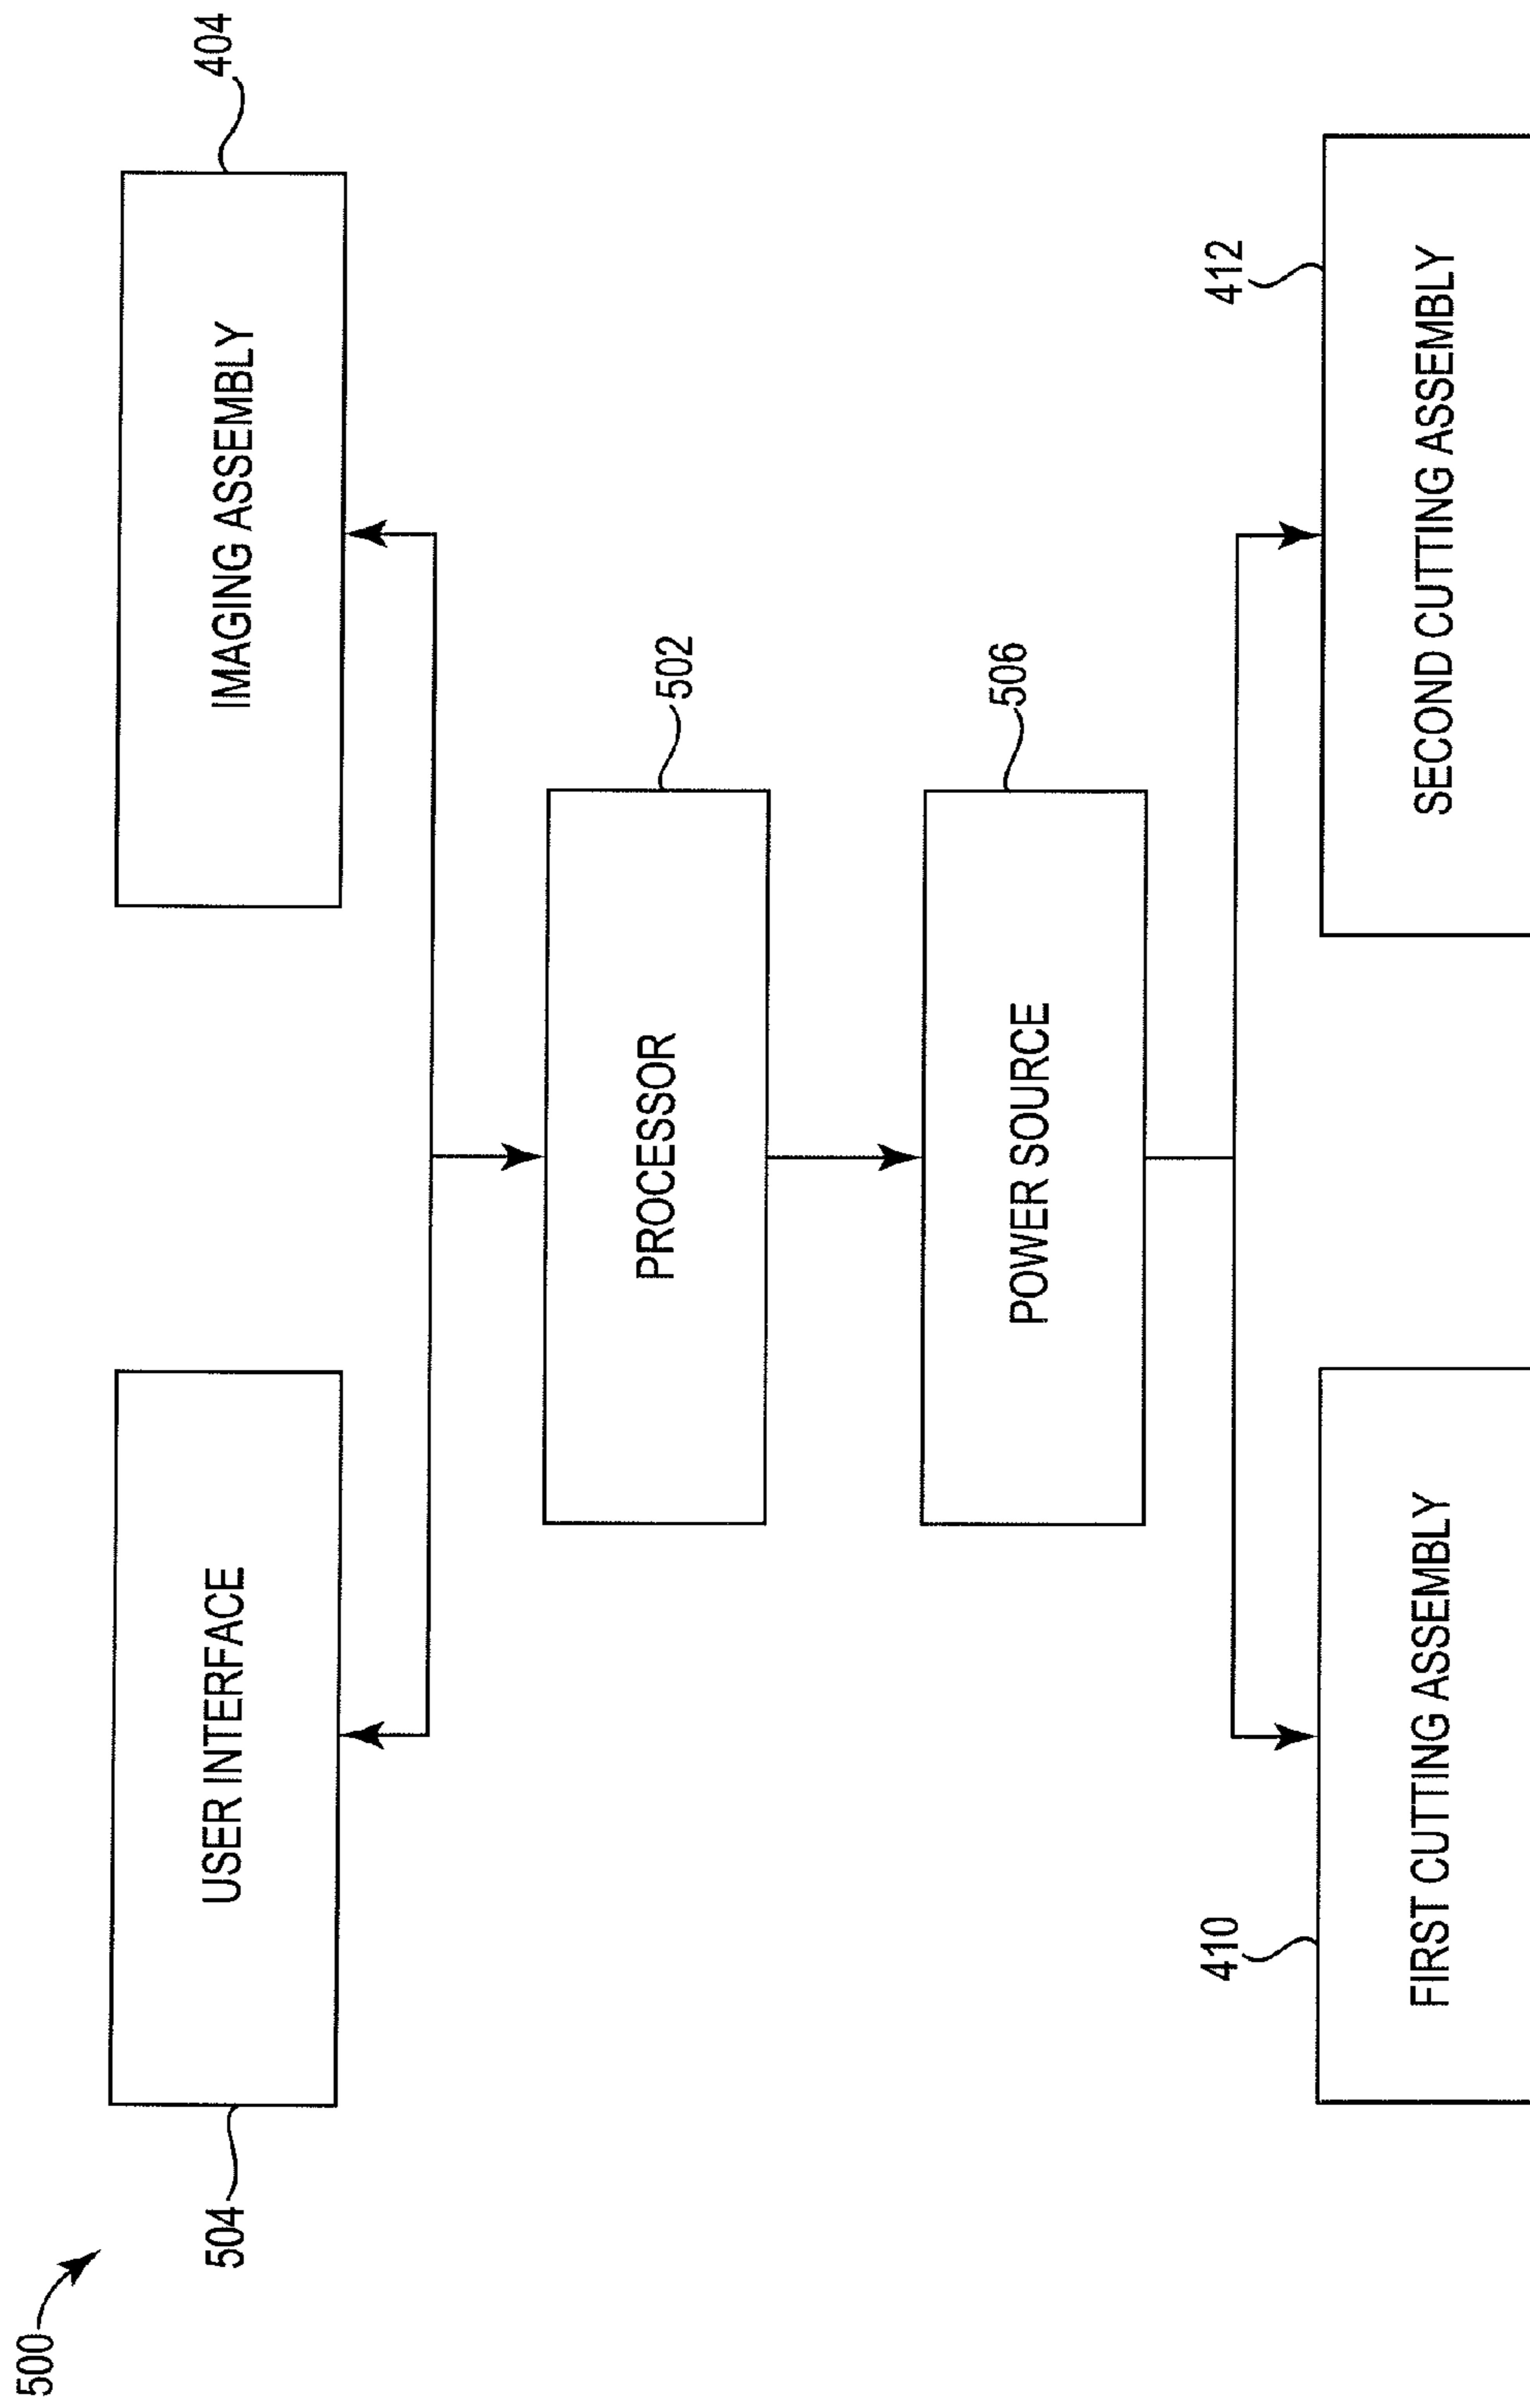 500
504
USER INTERFACE
IMAGING ASSEMBLY
404
PROCESSOR
502
POWER SOURCE
506
410
FIRST CUTTING ASSEMBLY
412
SECOND CUTTING ASSEMBLY